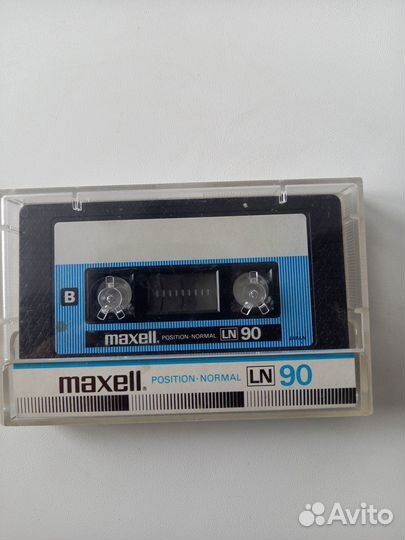 B
maxell. POSITION·NORMAL LN 90
maxell. POSITION·NORMAL LN 90
Avito